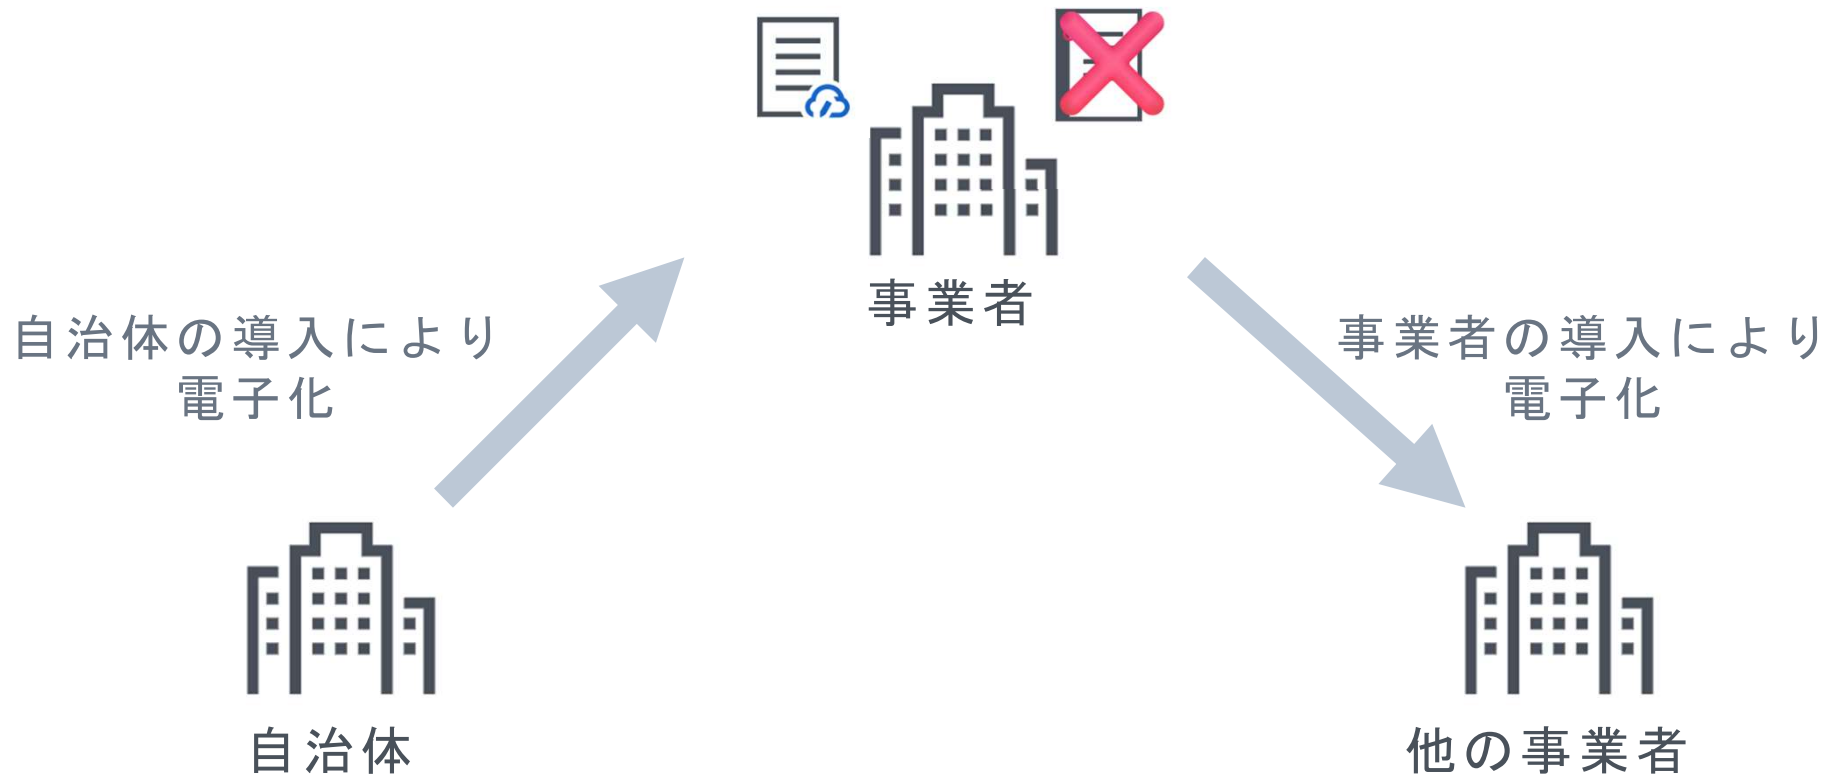 事業者
自治体の導入により
電子化
事業者の導入により
電子化
自治体
他の事業者